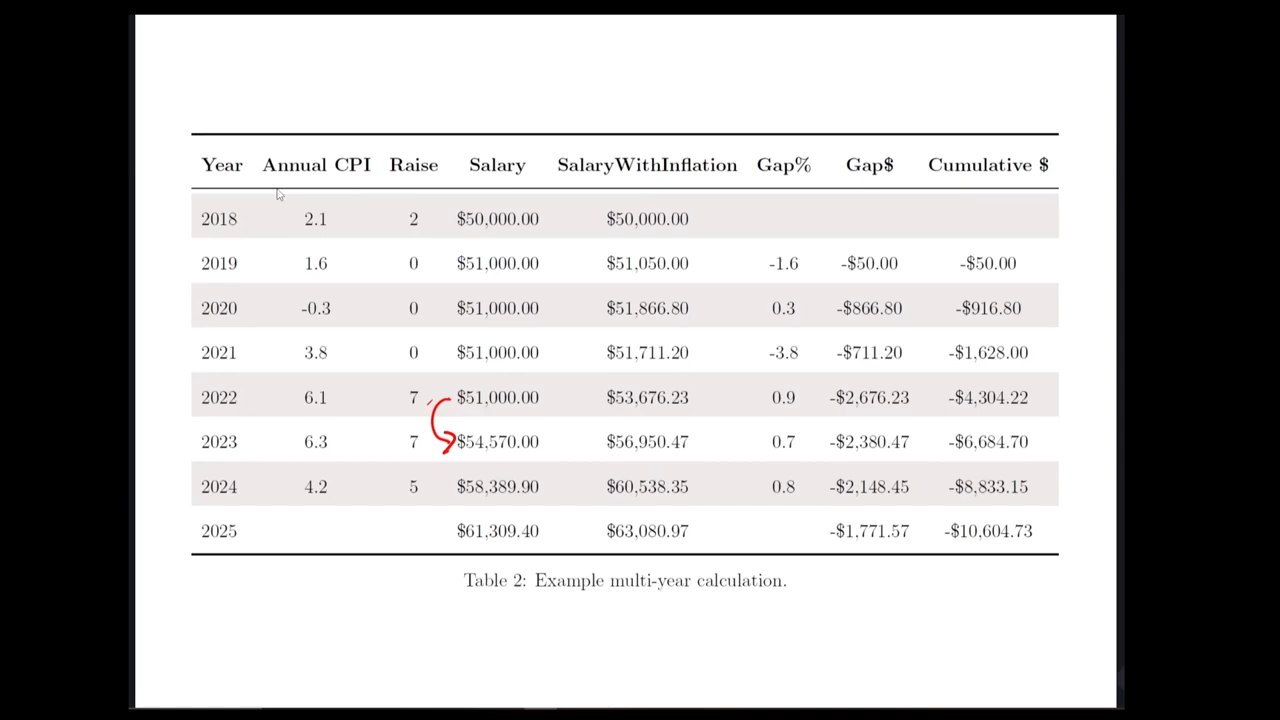 Year Annual CPI Raise Salary SalaryWithInflation Gap% Gap$ Cumulative $
2018 2.1 2 $50,000.00 $50,000.00
2019 1.6 0 $51,000.00 $51,050.00 -1.6 -$50.00 -$50.00
2020 -0.3 0 $51,000.00 $51,866.80 0.3 -$866.80 -$916.80
2021 3.8 0 $51,000.00 $51,711.20 -3.8 -$711.20 -$1,628.00
2022 6.1 7 $51,000.00 $53,676.23 0.9 -$2,676.23 -$4,304.22
2023 6.3 7 $54,570.00 $56,950.47 0.7 -$2,380.47 -$6,684.70
2024 4.2 5 $58,389.90 $60,538.35 0.8 -$2,148.45 -$8,833.15
2025 $61,309.40 $63,080.97 -$1,771.57 -$10,604.73
Table 2: Example multi-year calculation.